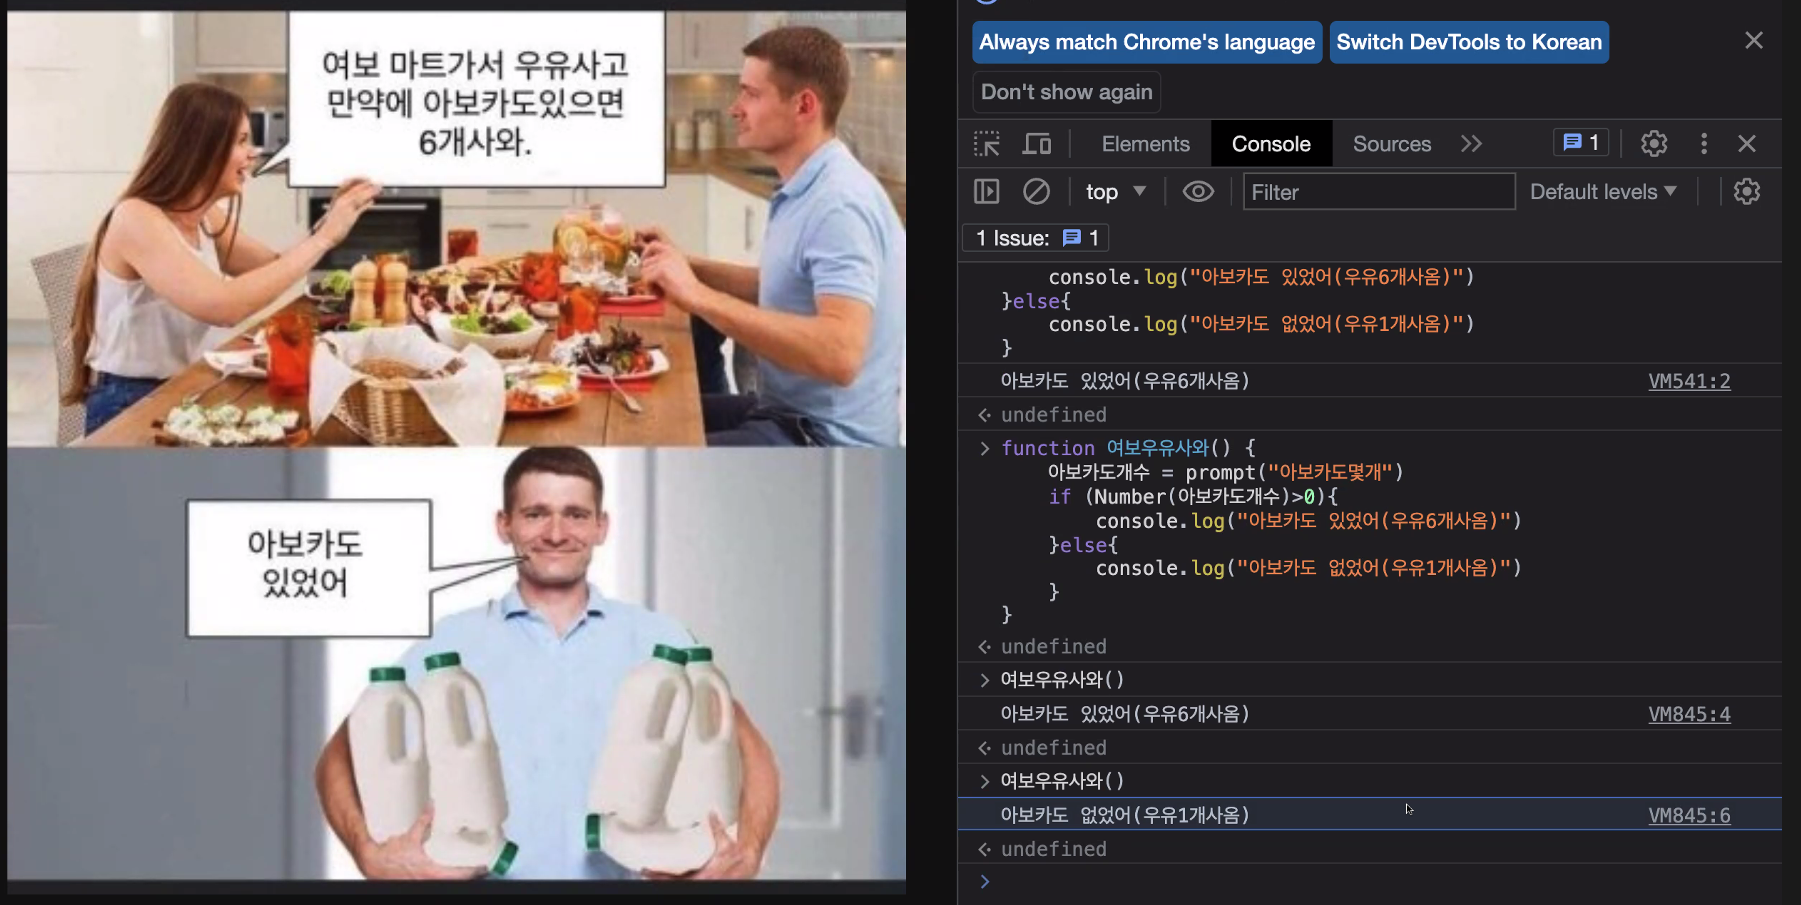 여보 마트가서 우유사고
만약에 아보카도있으면
6개사와.
아보카도
있었어
Always match Chrome's language
Switch DevTools to Korean
Don't show again
Elements
Console
Sources
1
top
Filter
Default levels
1 Issue:
1
console.log("아보카도 있었어(우유6개사옴)")
}else{
console.log("아보카도 없었어(우유1개사옴)")
}
아보카도 있었어(우유6개사옴)
VM541:2
undefined
function 여보우유사와() {
아보카도개수 = prompt("아보카도몇개")
if (Number(아보카도개수)>0){
console.log("아보카도 있었어(우유6개사옴)")
}else{
console.log("아보카도 없었어(우유1개사옴)")
}
}
undefined
여보우유사와()
아보카도 있었어(우유6개사옴)
VM845:4
undefined
여보우유사와()
아보카도 없었어(우유1개사옴)
VM845:6
undefined